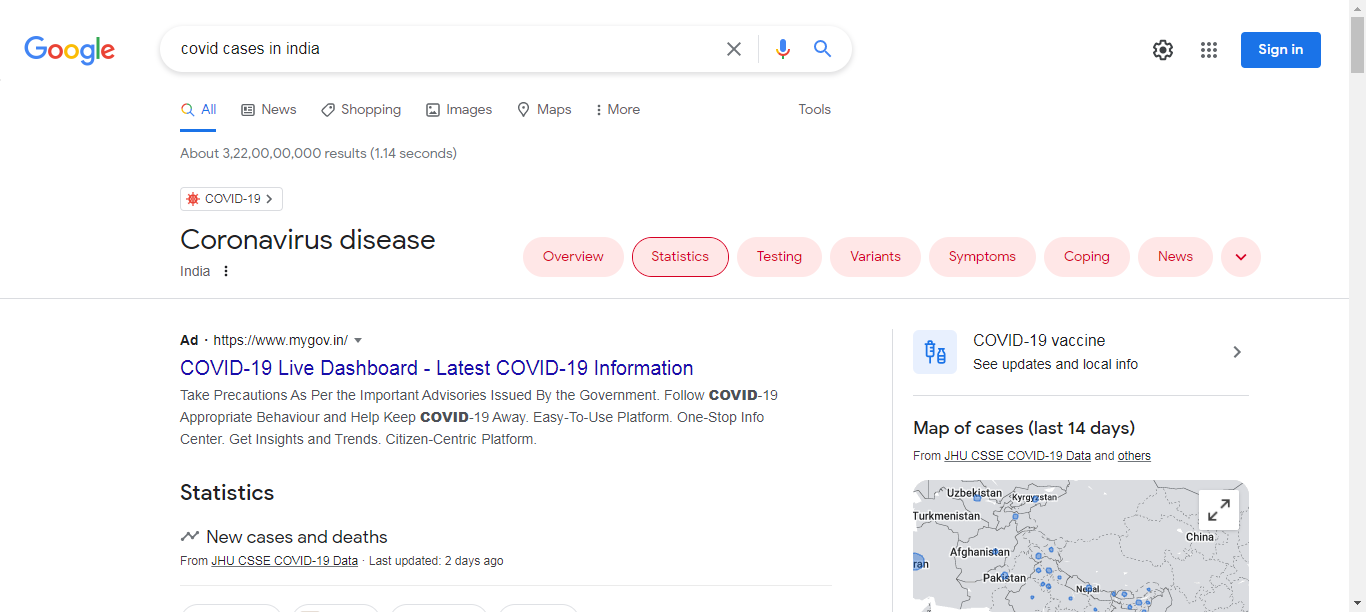 Google
covid cases in india
Sign in
All News Shopping Images Maps More Tools
About 3,22,00,00,000 results (1.14 seconds)
COVID-19
Coronavirus disease
India
Overview Statistics Testing Variants Symptoms Coping News
Ad · https://www.mygov.in/
COVID-19 Live Dashboard - Latest COVID-19 Information
Take Precautions As Per the Important Advisories Issued By the Government. Follow COVID-19
Appropriate Behaviour and Help Keep COVID-19 Away. Easy-To-Use Platform. One-Stop Info
Center. Get Insights and Trends. Citizen-Centric Platform.
Statistics
New cases and deaths
From JHU CSSE COVID-19 Data · Last updated: 2 days ago
COVID-19 vaccine
See updates and local info
Map of cases (last 14 days)
From JHU CSSE COVID-19 Data and others
Uzbekistan
Kyrgyzstan
Turkmenistan
China
Afghanistan
ran
Pakistan
Nepal